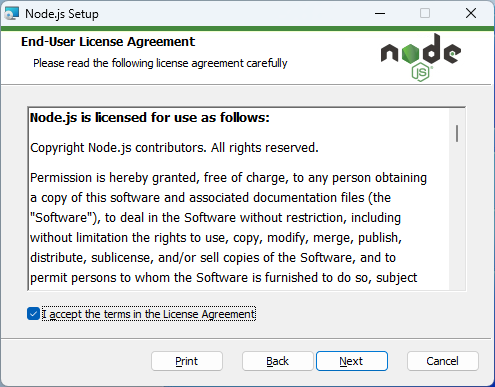 Node.js Setup
End-User License Agreement
Please read the following license agreement carefully
node
JS
Node.js is licensed for use as follows:
Copyright Node.js contributors. All rights reserved.
Permission is hereby granted, free of charge, to any person obtaining
a copy of this software and associated documentation files (the
"Software"), to deal in the Software without restriction, including
without limitation the rights to use, copy, modify, merge, publish,
distribute, sublicense, and/or sell copies of the Software, and to
permit persons to whom the Software is furnished to do so, subject
I accept the terms in the License Agreement
Print Back Next Cancel